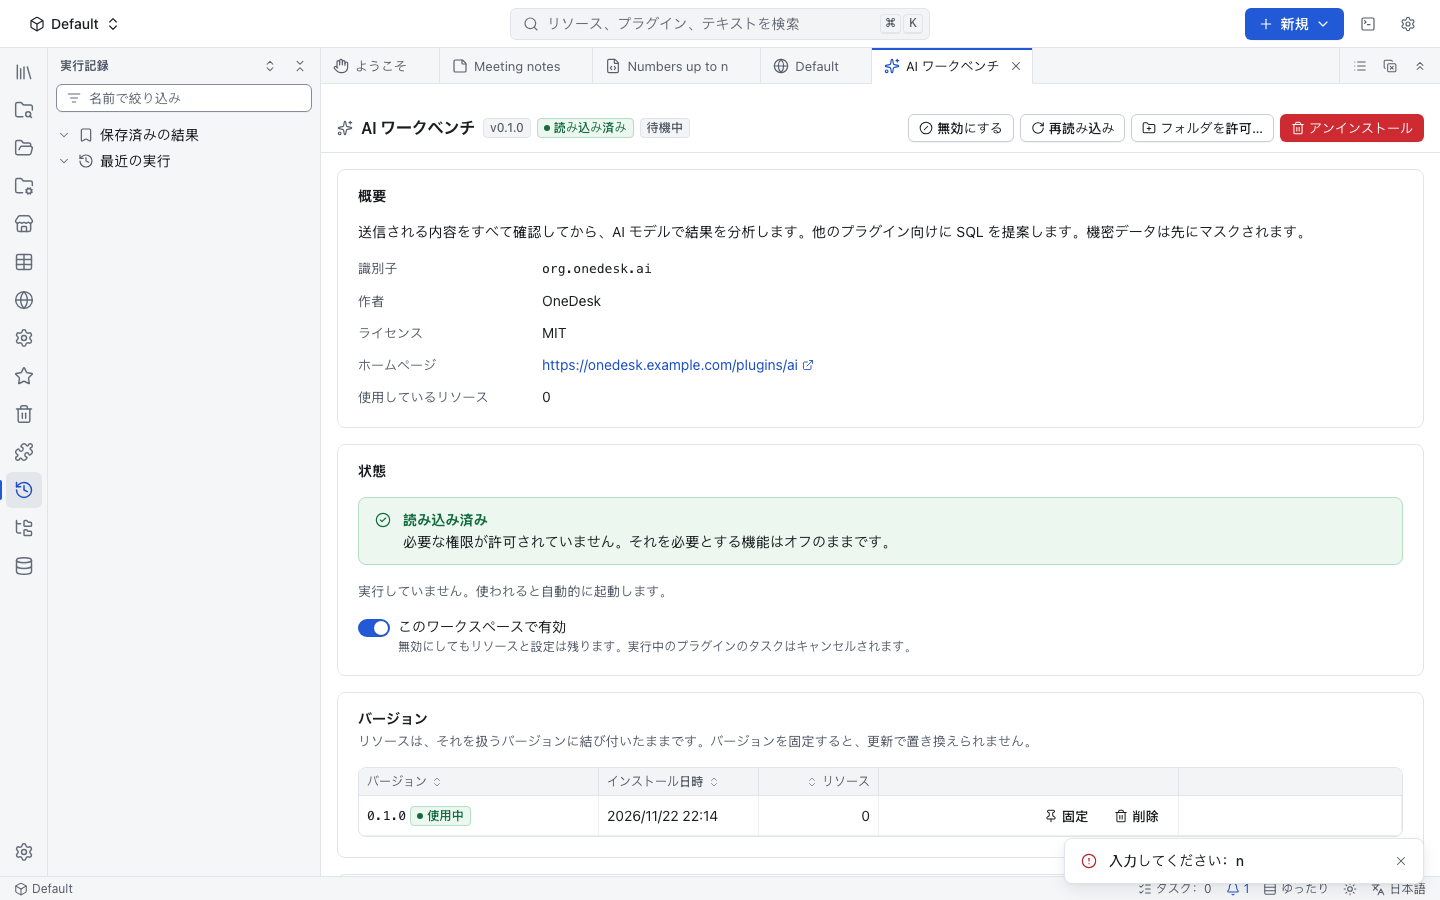 Default
リソース、プラグイン、テキストを検索
⌘ K
新規
実行記録
名前で絞り込み
保存済みの結果
最近の実行
ようこそ
Meeting notes
Numbers up to n
Default
AI ワークベンチ
AI ワークベンチ v0.1.0 読み込み済み 待機中
無効にする
再読み込み
フォルダを許可...
アンインストール
概要
送信される内容をすべて確認してから、AI モデルで結果を分析します。他のプラグイン向けに SQL を提案します。機密データは先にマスクされます。
識別子 org.onedesk.ai
作者 OneDesk
ライセンス MIT
ホームページ https://onedesk.example.com/plugins/ai
使用しているリソース 0
状態
読み込み済み
必要な権限が許可されていません。それを必要とする機能はオフのままです。
実行していません。使われると自動的に起動します。
このワークスペースで有効
無効にしてもリソースと設定は残ります。実行中のプラグインのタスクはキャンセルされます。
バージョン
リソースは、それを扱うバージョンに結び付いたままです。バージョンを固定すると、更新で置き換えられません。
バージョン インストール日時 リソース
0.1.0 使用中 2026/11/22 22:14 0 固定 削除
入力してください: n
Default
タスク: 0 1 ゆったり 日本語